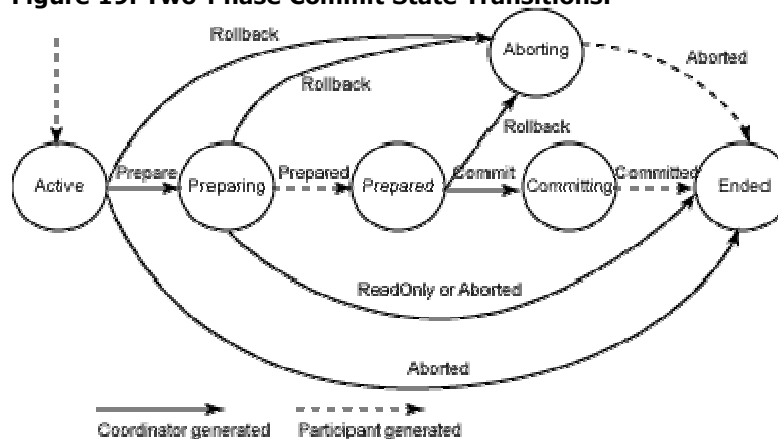 Figure 19. Two-Phase Commit State Transitions.
Rollback
Aborting
Aborted
Rollback
Rollback
Active
Prepare
Preparing
Prepared
Prepared
Commit
Committing
Committed
Ended
ReadOnly or Aborted
Aborted
Coordinator generated
Participant generated